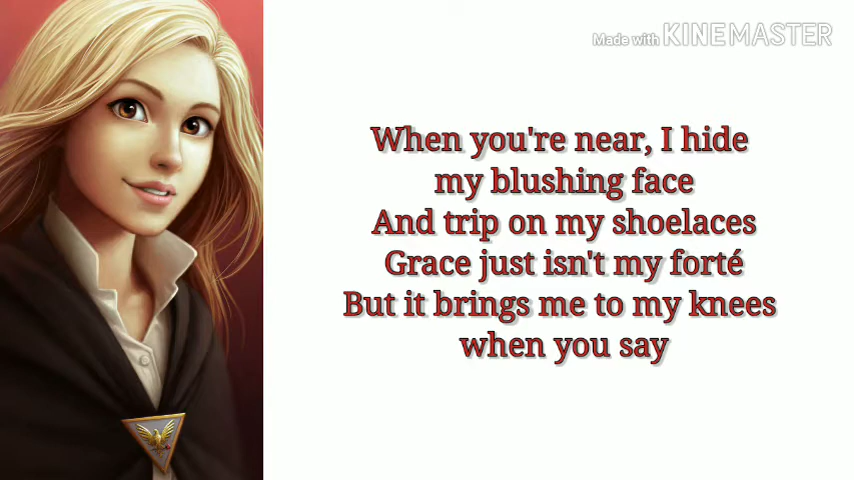 Made with KINEMASTER
When you're near, I hide
my blushing face
And trip on my shoelaces
Grace just isn't my forté
But it brings me to my knees
when you say